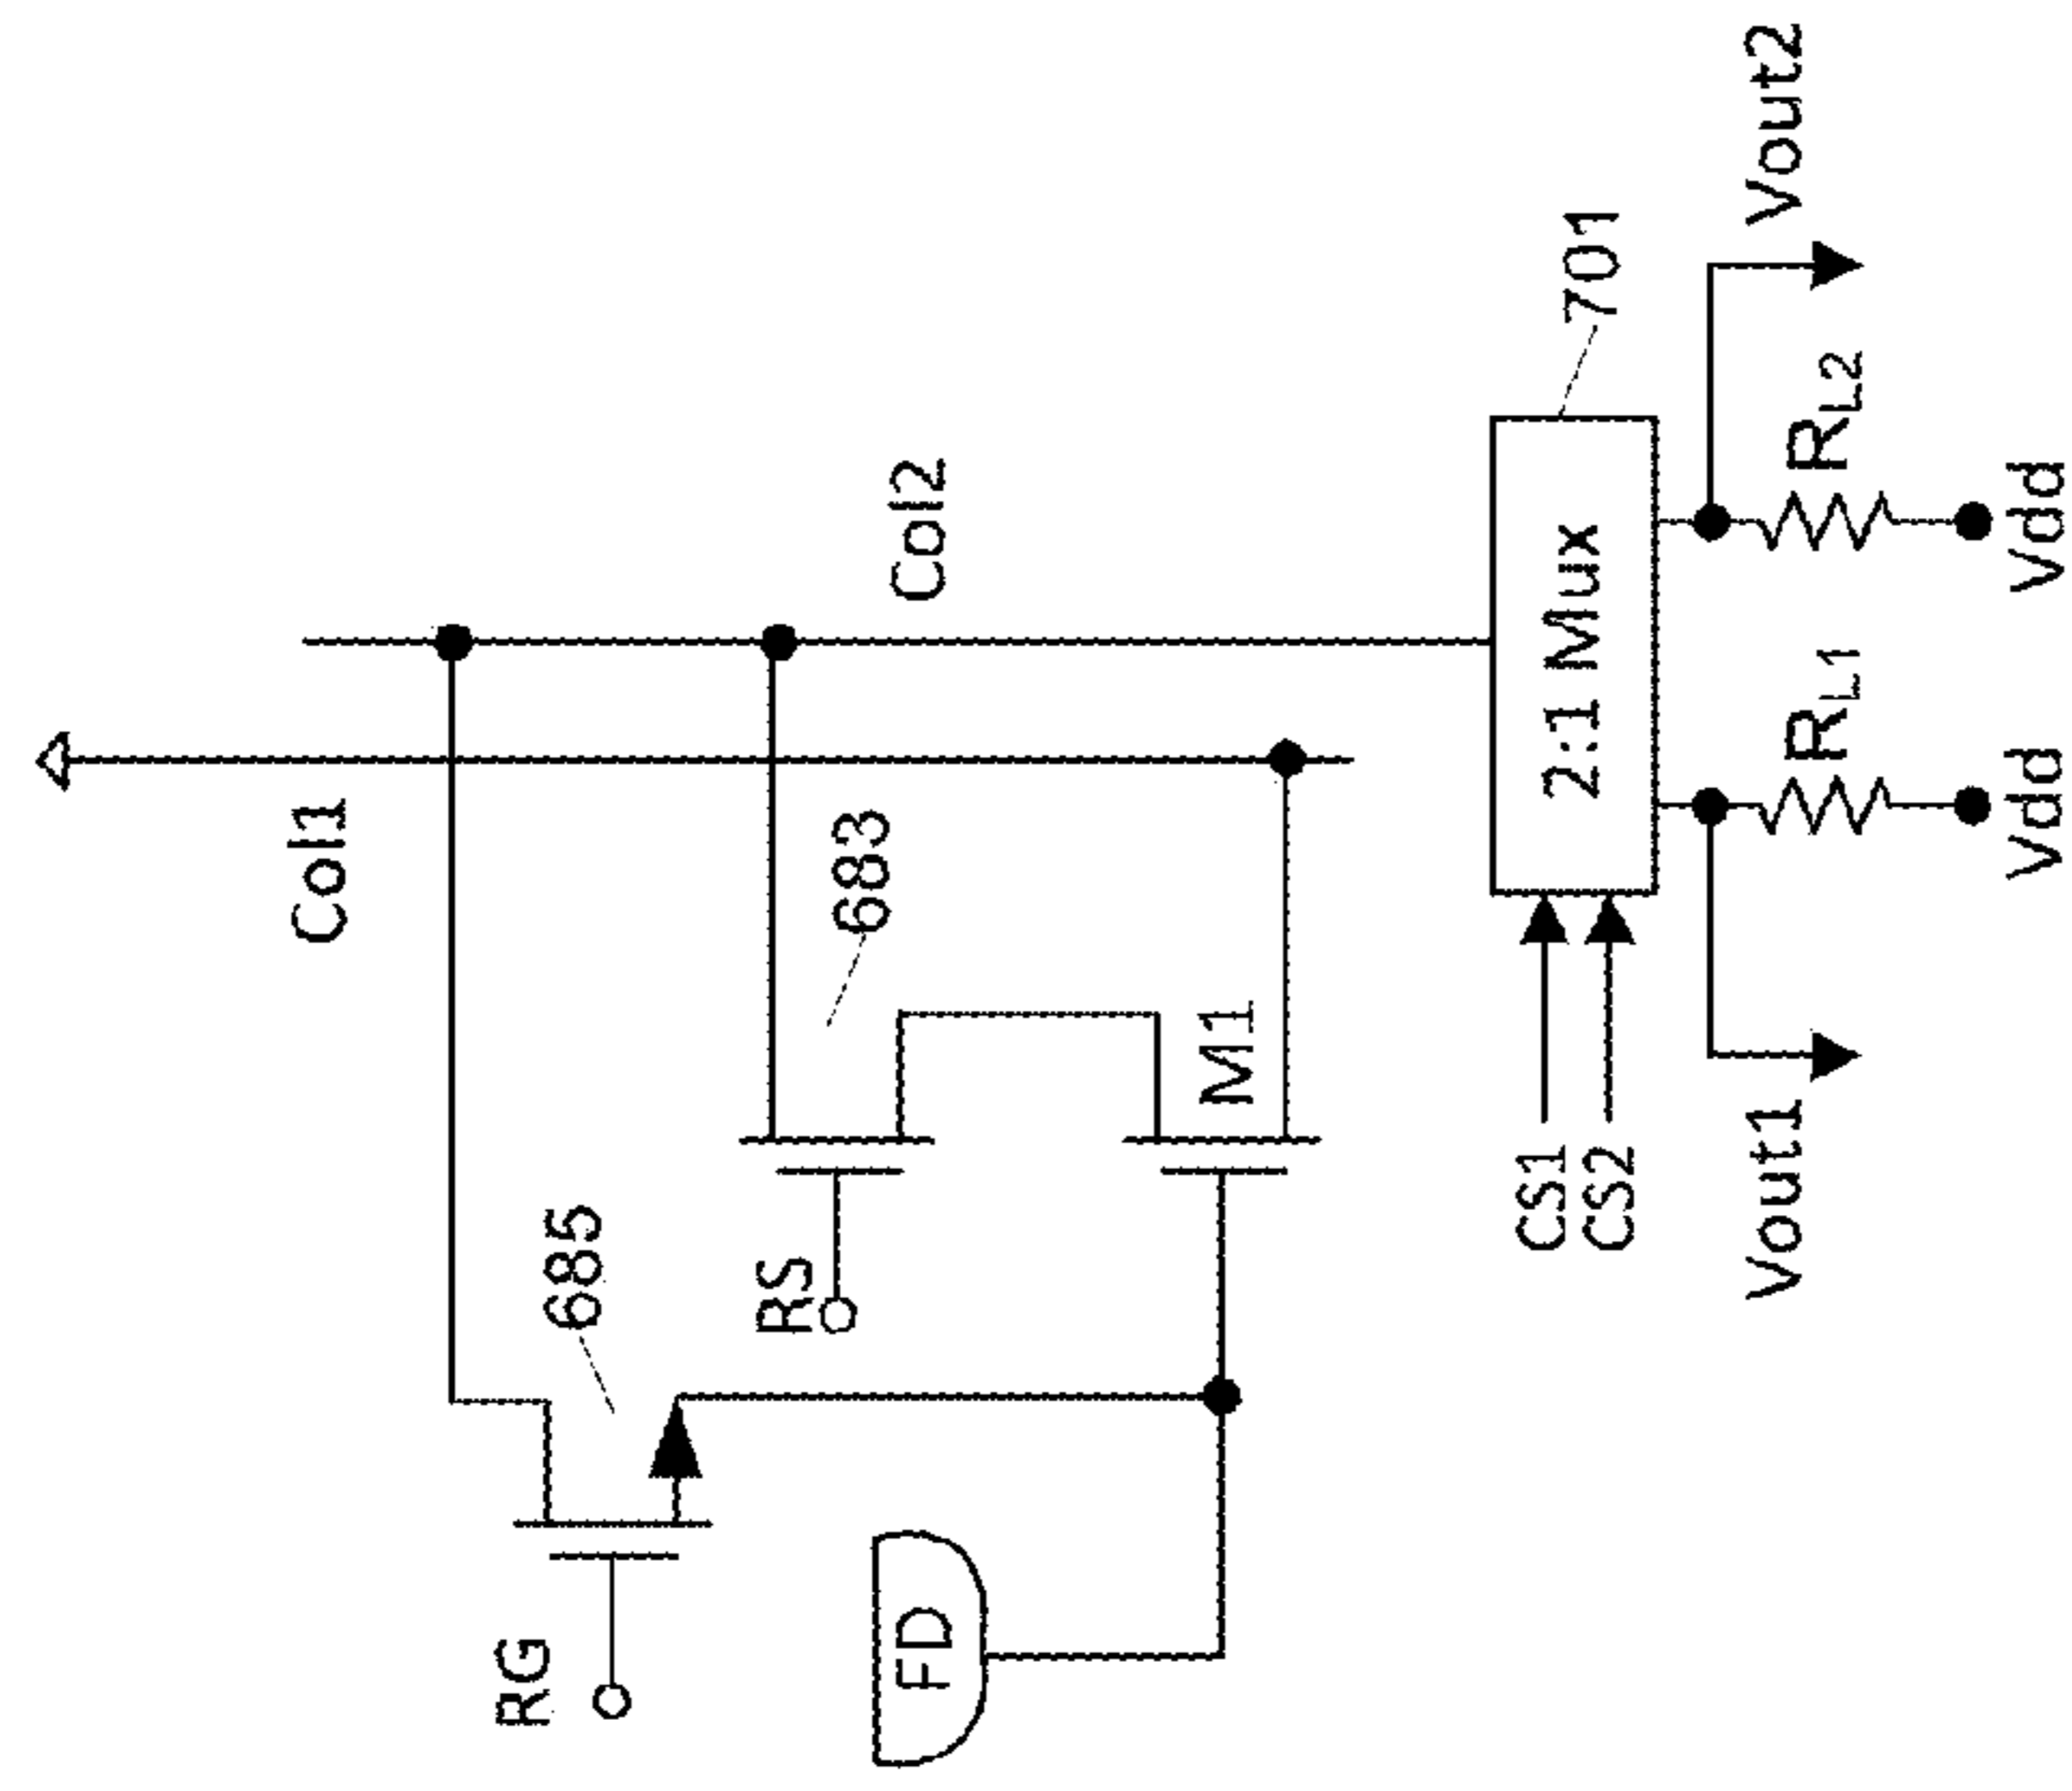 RG
685
FD
RS
683
M1
Col1
Col2
CS1
CS2
2:1 Mux
701
Vout1
RL1
Vdd
RL2
Vdd
Vout2